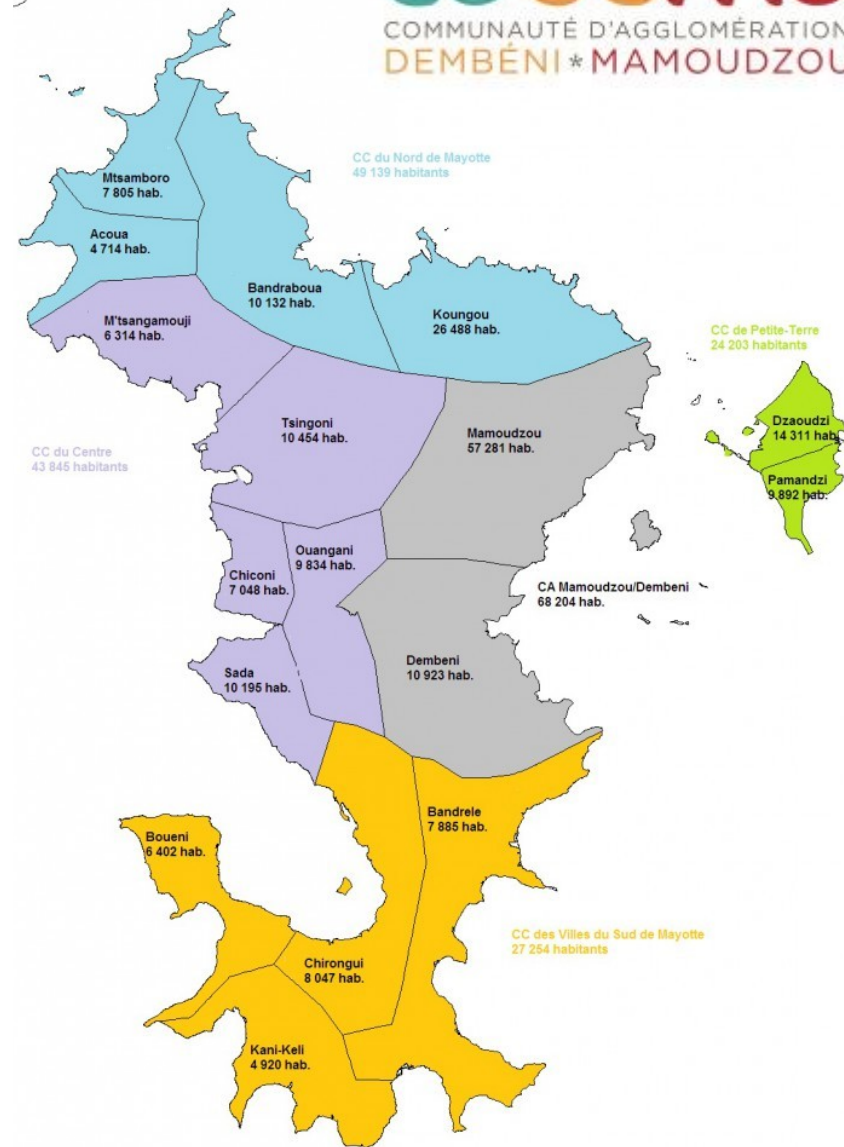 COMMUNAUTÉ D'AGGLOMÉRATION
DEMBÉNI * MAMOUDZOU
CC du Nord de Mayotte
49 139 habitants
Mtsamboro
7 805 hab.
Acoua
4 714 hab.
Bandraboua
10 132 hab.
Koungou
26 488 hab.
M'tsangamouji
6 314 hab.
CC de Petite-Terre
24 203 habitants
Dzaoudzi
14 311 hab.
Pamandzi
9 892 hab.
Tsingoni
10 454 hab.
Mamoudzou
57 281 hab.
CC du Centre
43 845 habitants
Ouangani
9 834 hab.
Chiconi
7 048 hab.
CA Mamoudzou/Dembeni
68 204 hab.
Sada
10 195 hab.
Dembeni
10 923 hab.
Bandrele
7 885 hab.
Boueni
6 402 hab.
CC des Villes du Sud de Mayotte
27 254 habitants
Chirongui
8 047 hab.
Kani-Keli
4 920 hab.